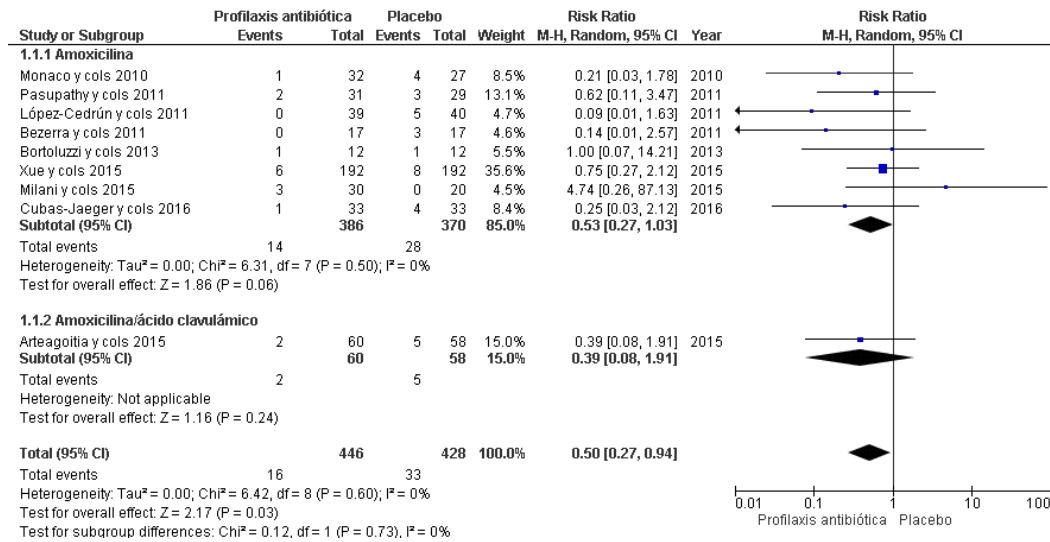 Profilaxis antibiótica Placebo Risk Ratio Risk Ratio
Study or Subgroup Events Total Events Total Weight M-H, Random, 95% CI Year M-H, Random, 95% CI
1.1.1 Amoxicilina
Monaco y cols 2010 1 32 4 27 8.5% 0.21 [0.03, 1.78] 2010
Pasupathy y cols 2011 2 31 3 29 13.1% 0.62 [0.11, 3.47] 2011
López-Cedrún y cols 2011 0 39 5 40 4.7% 0.09 [0.01, 1.63] 2011
Bezerra y cols 2011 0 17 3 17 4.6% 0.14 [0.01, 2.57] 2011
Bortoluzzi y cols 2013 1 12 1 12 5.5% 1.00 [0.07, 14.21] 2013
Xue y cols 2015 6 192 8 192 35.6% 0.75 [0.27, 2.12] 2015
Milani y cols 2015 3 30 0 20 4.5% 4.74 [0.26, 87.13] 2015
Cubas-Jaeger y cols 2016 1 33 4 33 8.4% 0.25 [0.03, 2.12] 2016
Subtotal (95% CI) 386 370 85.0% 0.53 [0.27, 1.03]
Total events 14 28
Heterogeneity: Tau² = 0.00; Chi² = 6.31, df = 7 (P = 0.50); I² = 0%
Test for overall effect: Z = 1.86 (P = 0.06)
1.1.2 Amoxicilina/ácido clavulámico
Arteagoitia y cols 2015 2 60 5 58 15.0% 0.39 [0.08, 1.91] 2015
Subtotal (95% CI) 60 58 15.0% 0.39 [0.08, 1.91]
Total events 2 5
Heterogeneity: Not applicable
Test for overall effect: Z = 1.16 (P = 0.24)
Total (95% CI) 446 428 100.0% 0.50 [0.27, 0.94]
Total events 16 33
Heterogeneity: Tau² = 0.00; Chi² = 6.42, df = 8 (P = 0.60); I² = 0%
Test for overall effect: Z = 2.17 (P = 0.03)
Test for subgroup differences: Chi² = 0.12, df = 1 (P = 0.73), I² = 0%
0.01 0.1 1 10 100
Profilaxis antibiótica Placebo